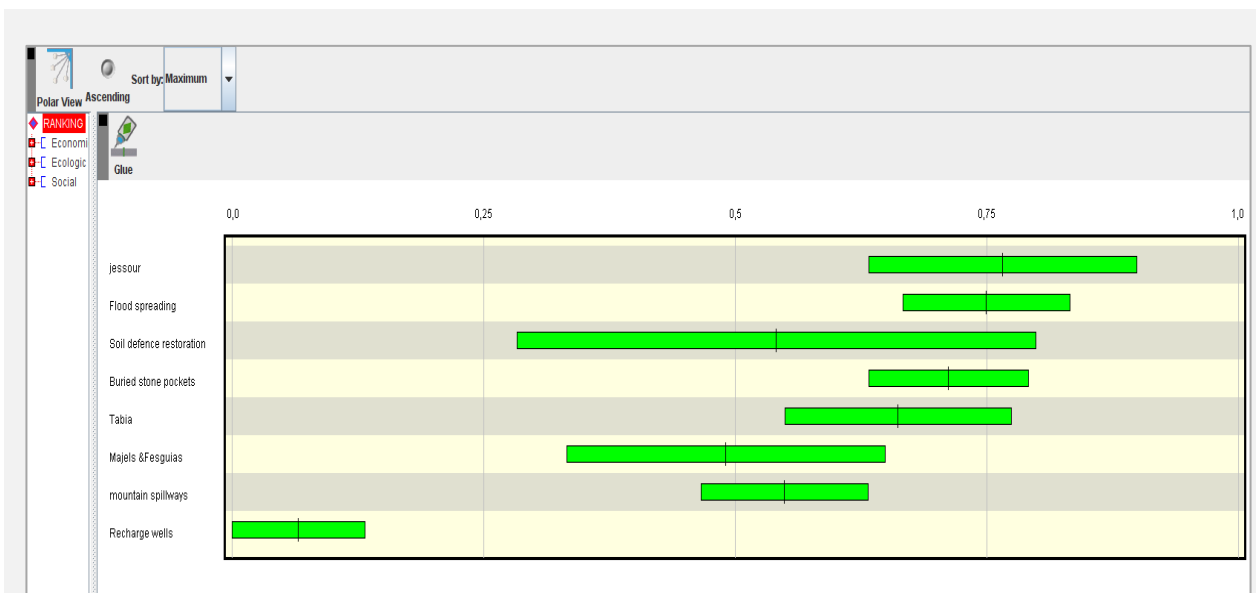 Polar View
Ascending
Sort by: Maximum
RANKING
Economi
Ecologic
Social
Glue
0,0 0,25 0,5 0,75 1,0
jessour
Flood spreading
Soil defence restoration
Buried stone pockets
Tabia
Majels &Fesguias
mountain spillways
Recharge wells